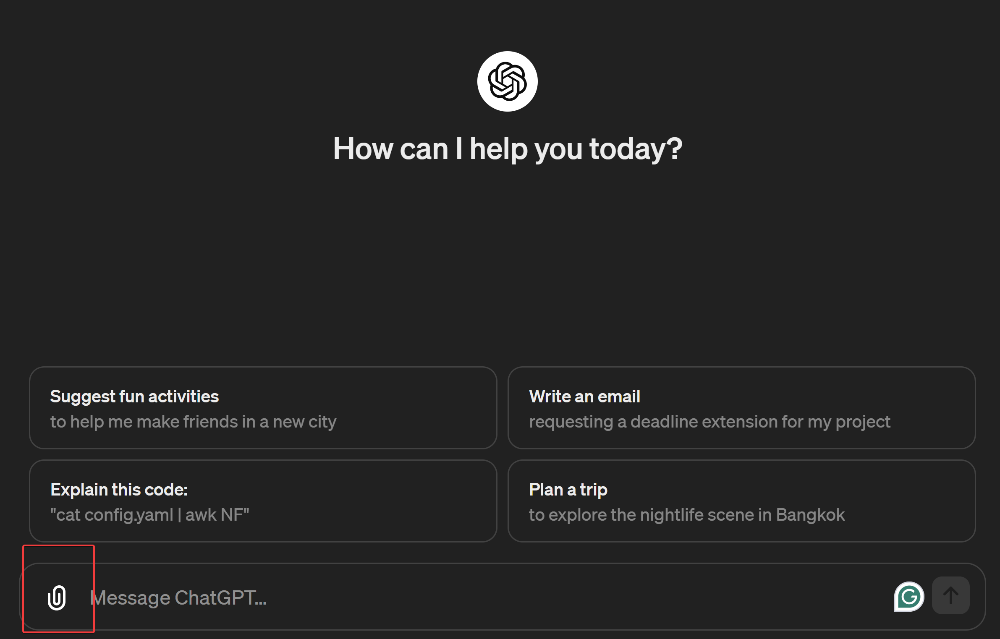 How can I help you today?
Suggest fun activities
to help me make friends in a new city
Write an email
requesting a deadline extension for my project
Explain this code:
"cat config.yaml | awk NF"
Plan a trip
to explore the nightlife scene in Bangkok
Message ChatGPT...